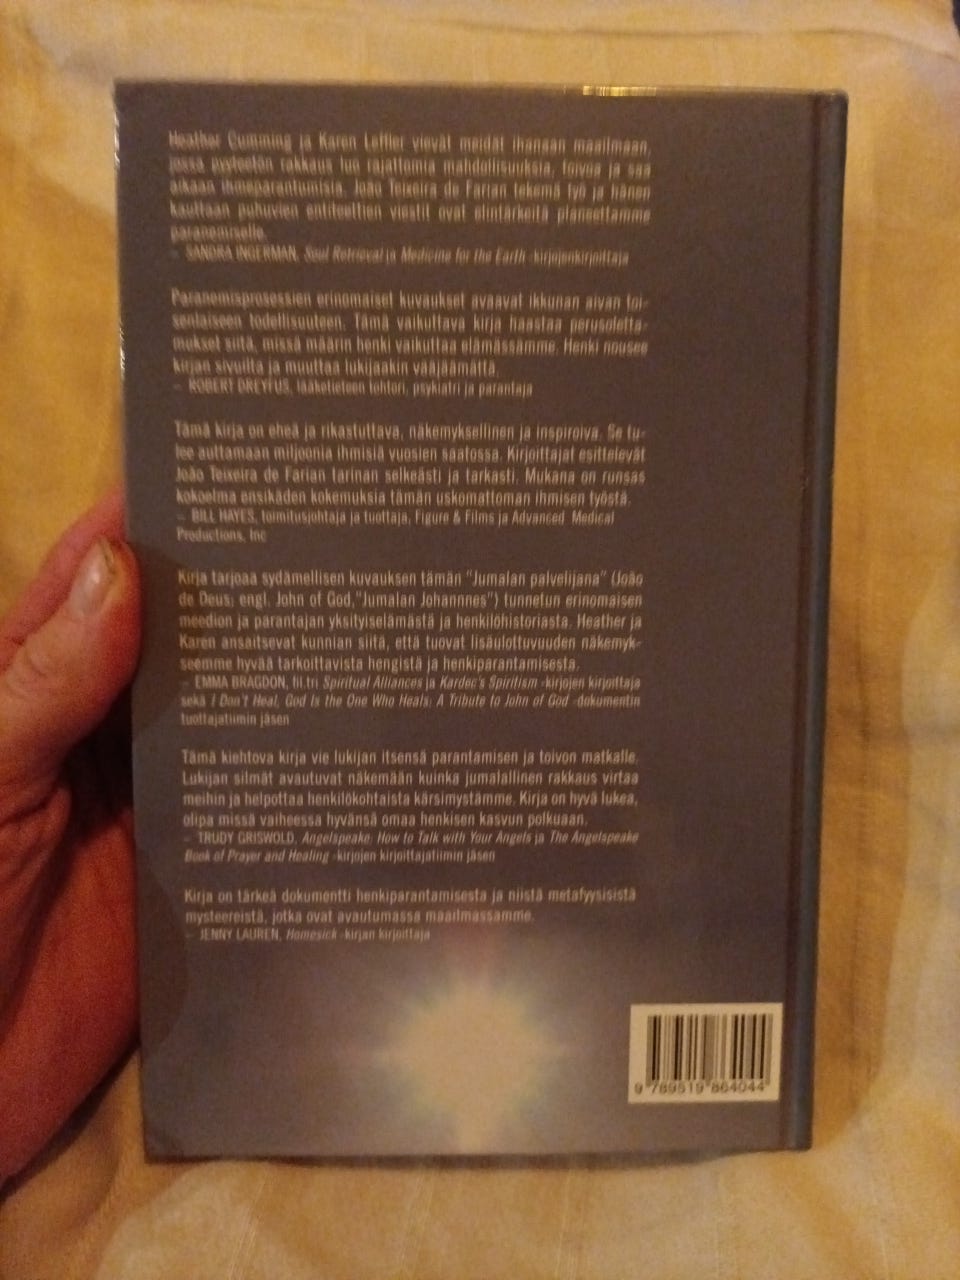 Heather Cumming ja Karen Leffler vievät meidät ihanaan maailmaan,
jossa pyyteetön rakkaus luo rajattomia mahdollisuuksia, toivoa ja saa
aikaan ihmeparantumisia. João Teixeira de Farian tekemä työ ja hänen
kauttaan puhuvien entiteettien viestit ovat elintärkeitä planeettamme
paranemiselle.
– SANDRA INGERMAN, Soul Retrieval ja Medicine for the Earth -kirjojenkirjoittaja
Paranemisprosessien erinomaiset kuvaukset avaavat ikkunan aivan toi-
senlaiseen todellisuuteen. Tämä vaikuttava kirja haastaa perusoletta-
mukset siitä, missä määrin henki vaikuttaa elämässämme. Henki nousee
kirjan sivuilta ja muuttaa lukijaakin vääjäämättä.
– ROBERT DREYFUS, lääketieteen tohtori, psykiatri ja parantaja
Tämä kirja on eheä ja rikastuttava, näkemyksellinen ja inspiroiva. Se tu-
lee auttamaan miljoonia ihmisiä vuosien saatossa. Kirjoittajat esittelevät
João Teixeira de Farian tarinan selkeästi ja tarkasti. Mukana on runsas
kokoelma ensikäden kokemuksia tämän uskomattoman ihmisen työstä.
– BILL HAYES, toimitusjohtaja ja tuottaja, Figure & Films ja Advanced Medical
Productions, Inc
Kirja tarjoaa sydämellisen kuvauksen tämän "Jumalan palvelijana" (João
de Deus; engl. John of God,"Jumalan Johannnes") tunnetun erinomaisen
meedion ja parantajan yksityiselämästä ja henkilöhistoriasta. Heather ja
Karen ansaitsevat kunnian siitä, että tuovat lisäulottuvuuden näkemyk-
seemme hyvää tarkoittavista hengistä ja henkiparantamisesta.
– EMMA BRAGDON, fil.tri Spiritual Alliances ja Kardec's Spiritism -kirjojen kirjoittaja
sekä I Don't Heal, God Is the One Who Heals: A Tribute to John of God -dokumentin
tuottajatiimin jäsen
Tämä kiehtova kirja vie lukijan itsensä parantamisen ja toivon matkalle.
Lukijan silmät avautuvat näkemään kuinka jumalallinen rakkaus virtaa
meihin ja helpottaa henkilökohtaista kärsimystämme. Kirja on hyvä lukea,
olipa missä vaiheessa hyvänsä omaa henkisen kasvun polkuaan.
– TRUDY GRISWOLD, Angelspeake: How to Talk with Your Angels ja The Angelspeake
Book of Prayer and Healing -kirjojen kirjoittajatiimin jäsen
Kirja on tärkeä dokumentti henkiparantamisesta ja niistä metafyysisistä
mysteereistä, jotka ovat avautumassa maailmassamme.
– JENNY LAUREN, Homesick -kirjan kirjoittaja
9 789519 864044